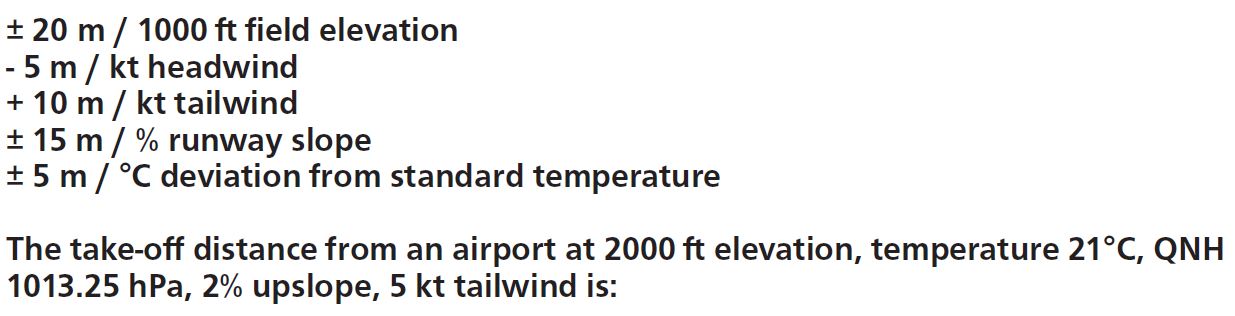 ± 20 m / 1000 ft field elevation
- 5 m / kt headwind
+ 10 m / kt tailwind
± 15 m / % runway slope
± 5 m / °C deviation from standard temperature
The take-off distance from an airport at 2000 ft elevation, temperature 21°C, QNH
1013.25 hPa, 2% upslope, 5 kt tailwind is: